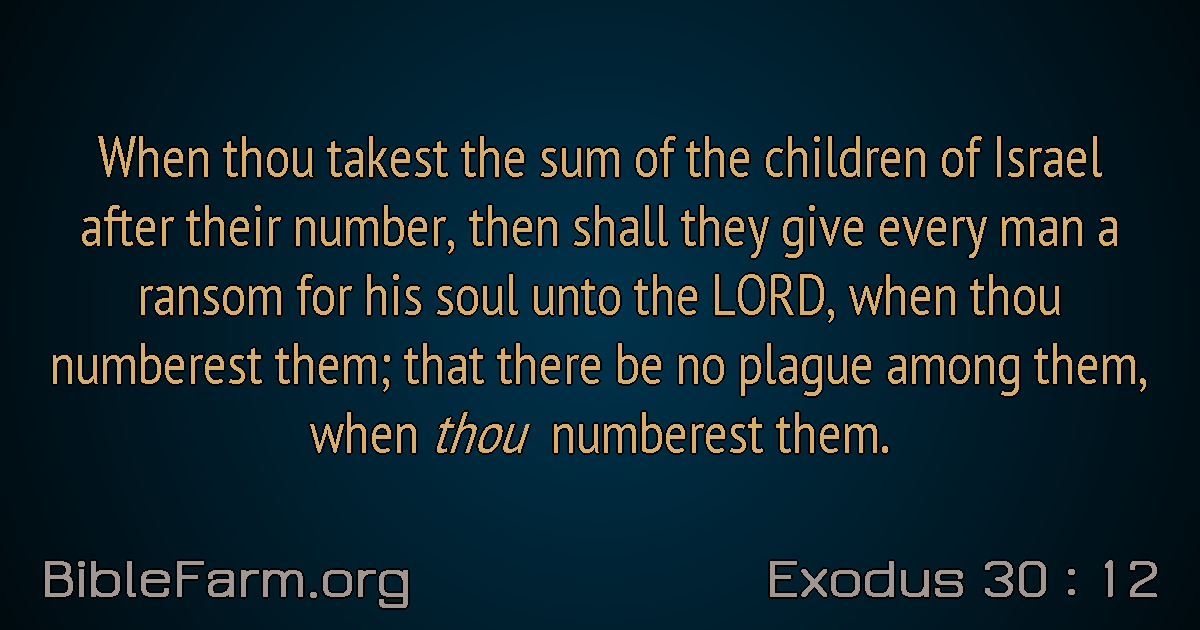 When thou takest the sum of the children of Israel
after their number, then shall they give every man a
ransom for his soul unto the LORD, when thou
numberest them; that there be no plague among them,
when thou numberest them.
BibleFarm.org
Exodus 30 : 12